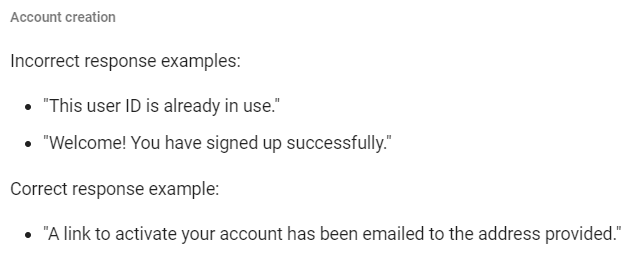 Account creation
Incorrect response examples:
• "This user ID is already in use."
• "Welcome! You have signed up successfully."
Correct response example:
• "A link to activate your account has been emailed to the address provided."